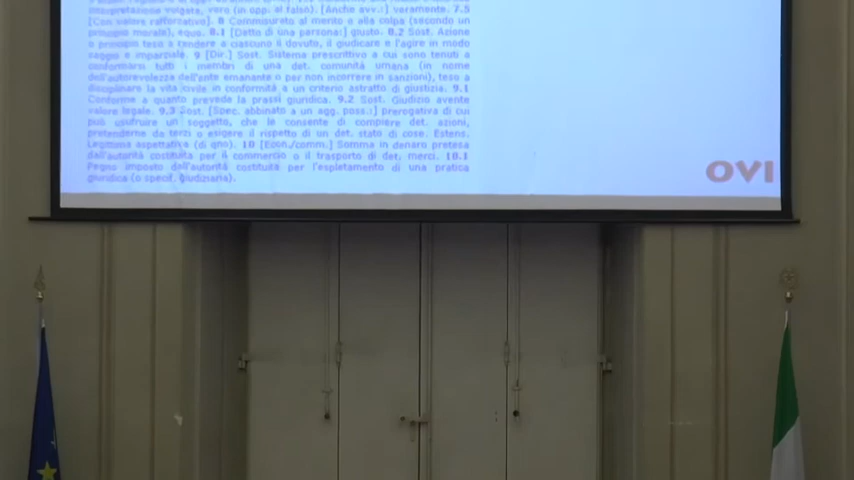 interpretazione volgata, vero (in opp. al falso). [Anche avv.:] veramente. 7.5
[Con valore rafforzativo]. 8 Commisurato al merito e alla colpa (secondo un
principio morale), equo. 8.1 [Detto di una persona:] giusto. 8.2 Sost. Azione
o principio teso a rendere a ciascuno il dovuto, il giudicare e l'agire in modo
saggio e imparziale. 9 [Dir.] Sost. Sistema prescrittivo a cui sono tenuti a
conformarsi tutti i membri di una det. comunità umana (in nome
dell'autorevolezza dell'ente emanante o per non incorrere in sanzioni), teso a
disciplinare la vita civile in conformità a un criterio astratto di giustizia. 9.1
Conforme a quanto prevede la prassi giuridica. 9.2 Sost. Giudizio avente
valore legale. 9.3 Sost. [Spec. abbinato a un agg. poss.:] prerogativa di cui
può usufruire un soggetto, che le consente di compiere det. azioni,
pretenderne da terzi o esigere il rispetto di un det. stato di cose. Estens.
Legittima aspettativa (di qno). 10 [Econ./comm.] Somma in denaro pretesa
dall'autorità costituita per il commercio o il trasporto di det. merci. 10.1
Pegno imposto dall'autorità costituita per l'espletamento di una pratica
giuridica (o specif. giudiziaria).
OVI